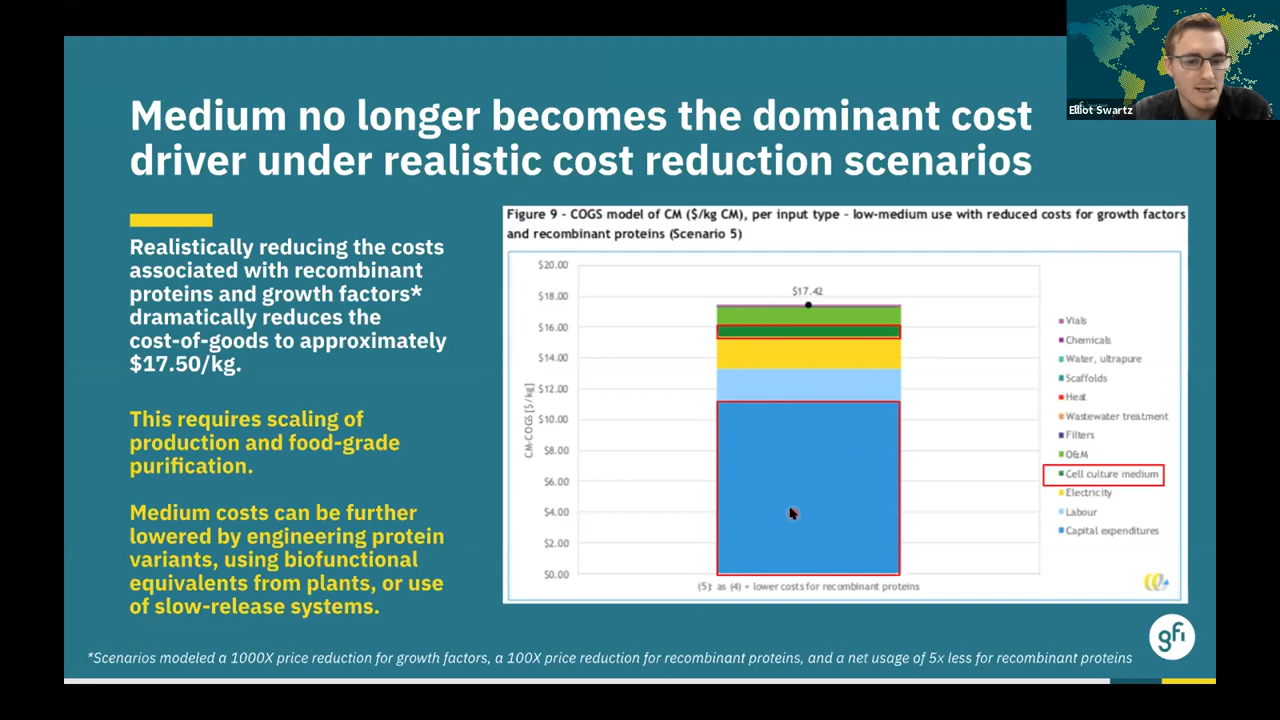 Elliot Swartz
Medium no longer becomes the dominant cost
driver under realistic cost reduction scenarios
Realistically reducing the costs
associated with recombinant
proteins and growth factors*
dramatically reduces the
cost-of-goods to approximately
$17.50/kg.
This requires scaling of
production and food-grade
purification.
Medium costs can be further
lowered by engineering protein
variants, using biofunctional
equivalents from plants, or use
of slow-release systems.
Figure 9 - COGS model of CM ($/kg CM), per input type - low-medium use with reduced costs for growth factors
and recombinant proteins (Scenario 5)
CM-COGS [$/kg]
$20.00
$18.00
$16.00
$14.00
$12.00
$10.00
$8.00
$6.00
$4.00
$2.00
$0.00
$17.42
(5): as (4) + lower costs for recombinant proteins
Vials
Chemicals
Water, ultrapure
Scaffolds
Heat
Wastewater treatment
Filters
O&M
Cell culture medium
Electricity
Labour
Capital expenditures
gfi
*Scenarios modeled a 1000X price reduction for growth factors, a 100X price reduction for recombinant proteins, and a net usage of 5x less for recombinant proteins